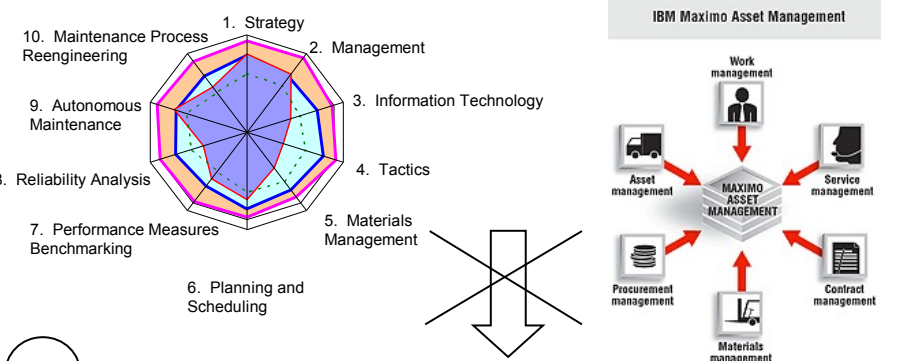 1. Strategy
2. Management
3. Information Technology
4. Tactics
5. Materials
Management
6. Planning and
Scheduling
7. Performance Measures
Benchmarking
8. Reliability Analysis
9. Autonomous
Maintenance
10. Maintenance Process
Reengineering
IBM Maximo Asset Management
Work
management
Asset
management
Service
management
MAXIMO
ASSET
MANAGEMENT
Procurement
management
Contract
management
Materials
management